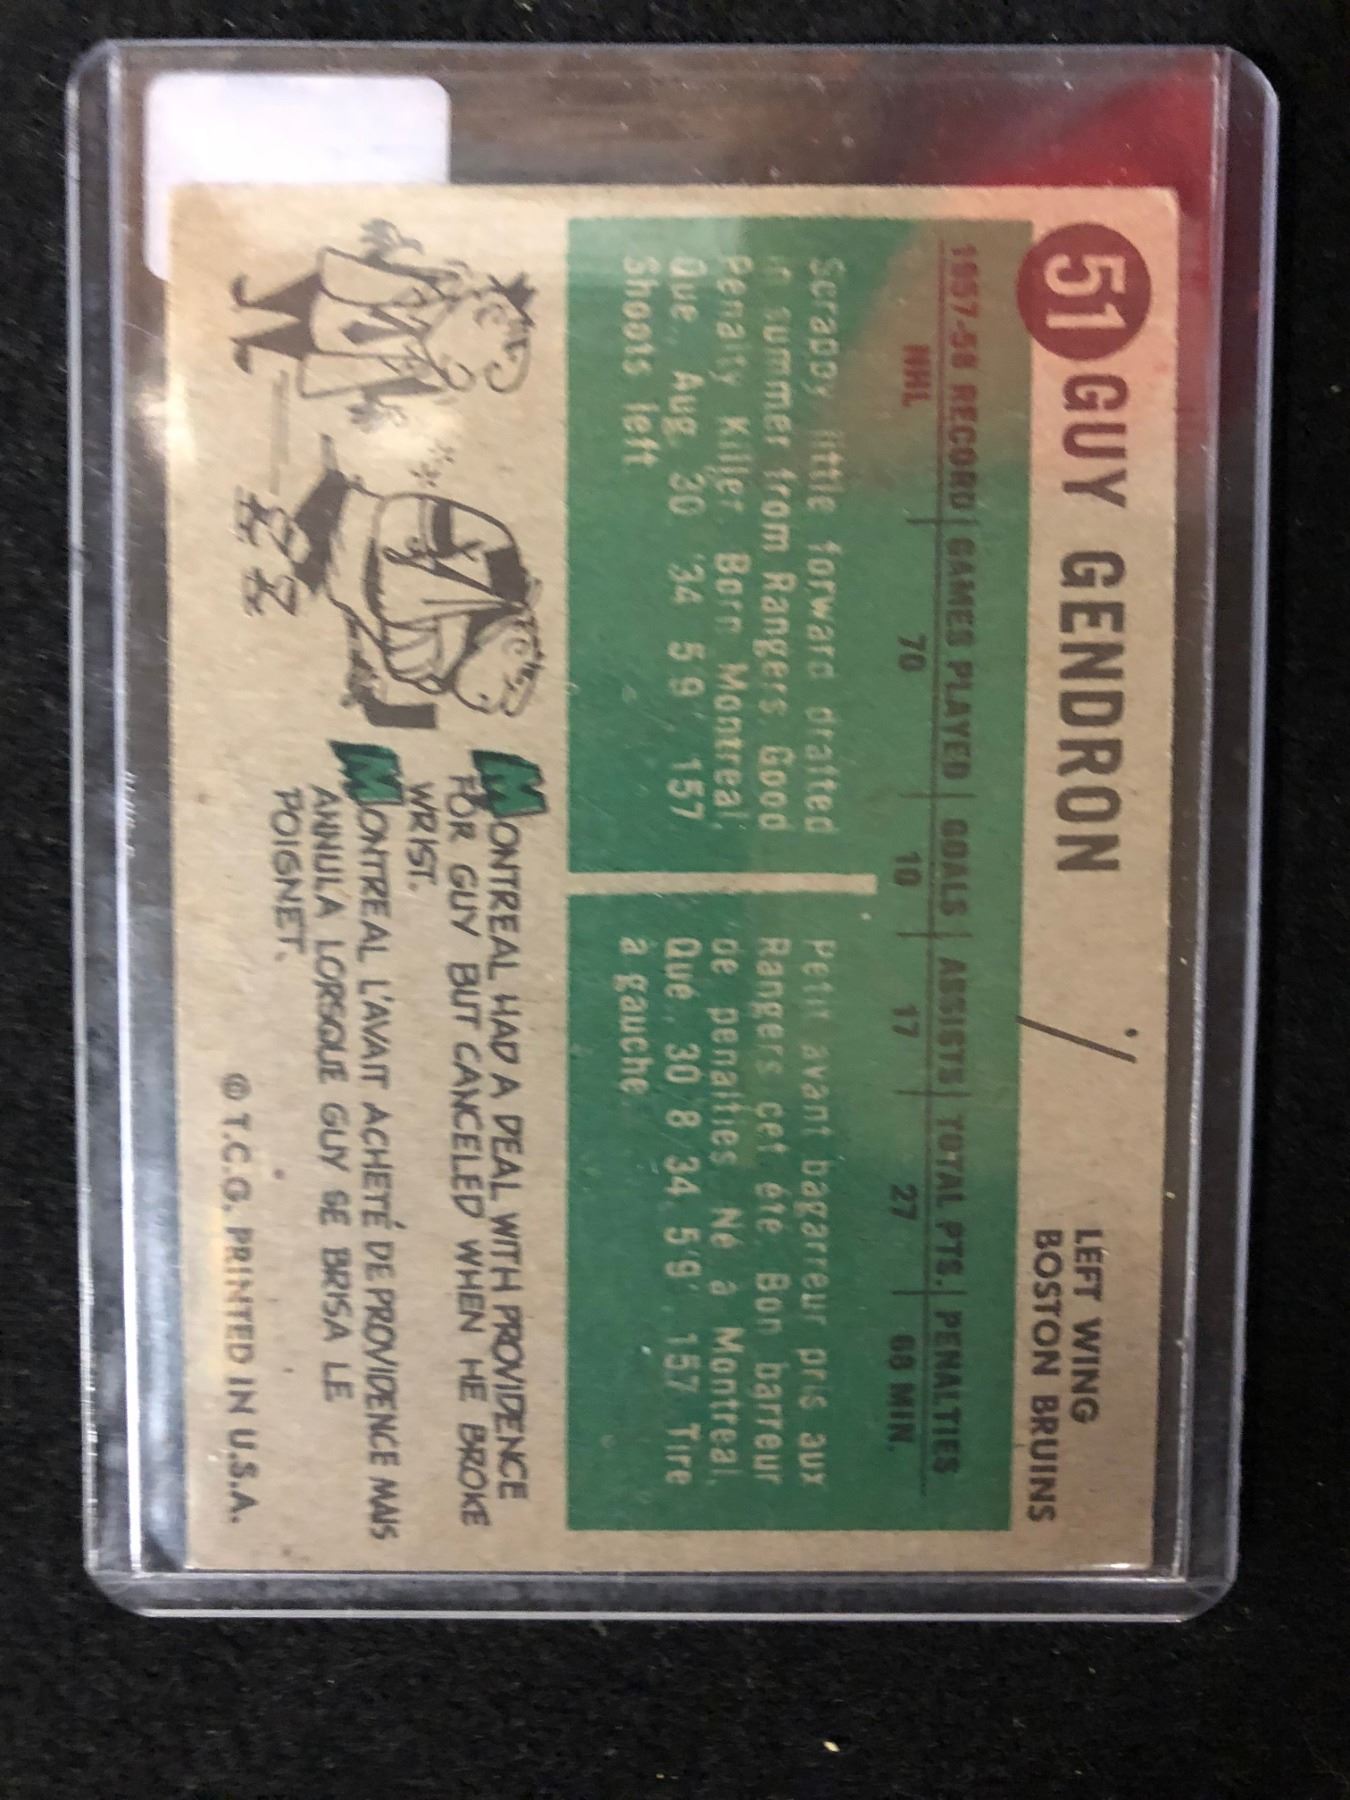 51 GUY GENDRON
LEFT WING
BOSTON BRUINS
1957-58 RECORD GAMES PLAYED GOALS ASSISTS TOTAL PTS. PENALTIES
NHL 70 10 17 27 68 MIN.
Scrappy little forward drafted
in summer from Rangers. Good
Penalty Killer. Born Montreal,
Que., Aug. 30 '34 5'9", 157
Shoots left
Petit avant bagarreur pris aux
Rangers cet été. Bon barreur
de penalties. Né à Montreal,
Qué., 30 8 34, 5'9", 157 Tire
à gauche.
MONTREAL HAD A DEAL WITH PROVIDENCE
FOR GUY BUT CANCELED WHEN HE BROKE
WRIST.
MONTREAL L'AVAIT ACHETÉ DE PROVIDENCE MAIS
ANNULA LORSQUE GUY SE BRISA LE
POIGNET.
© T.C.G. PRINTED IN U.S.A.